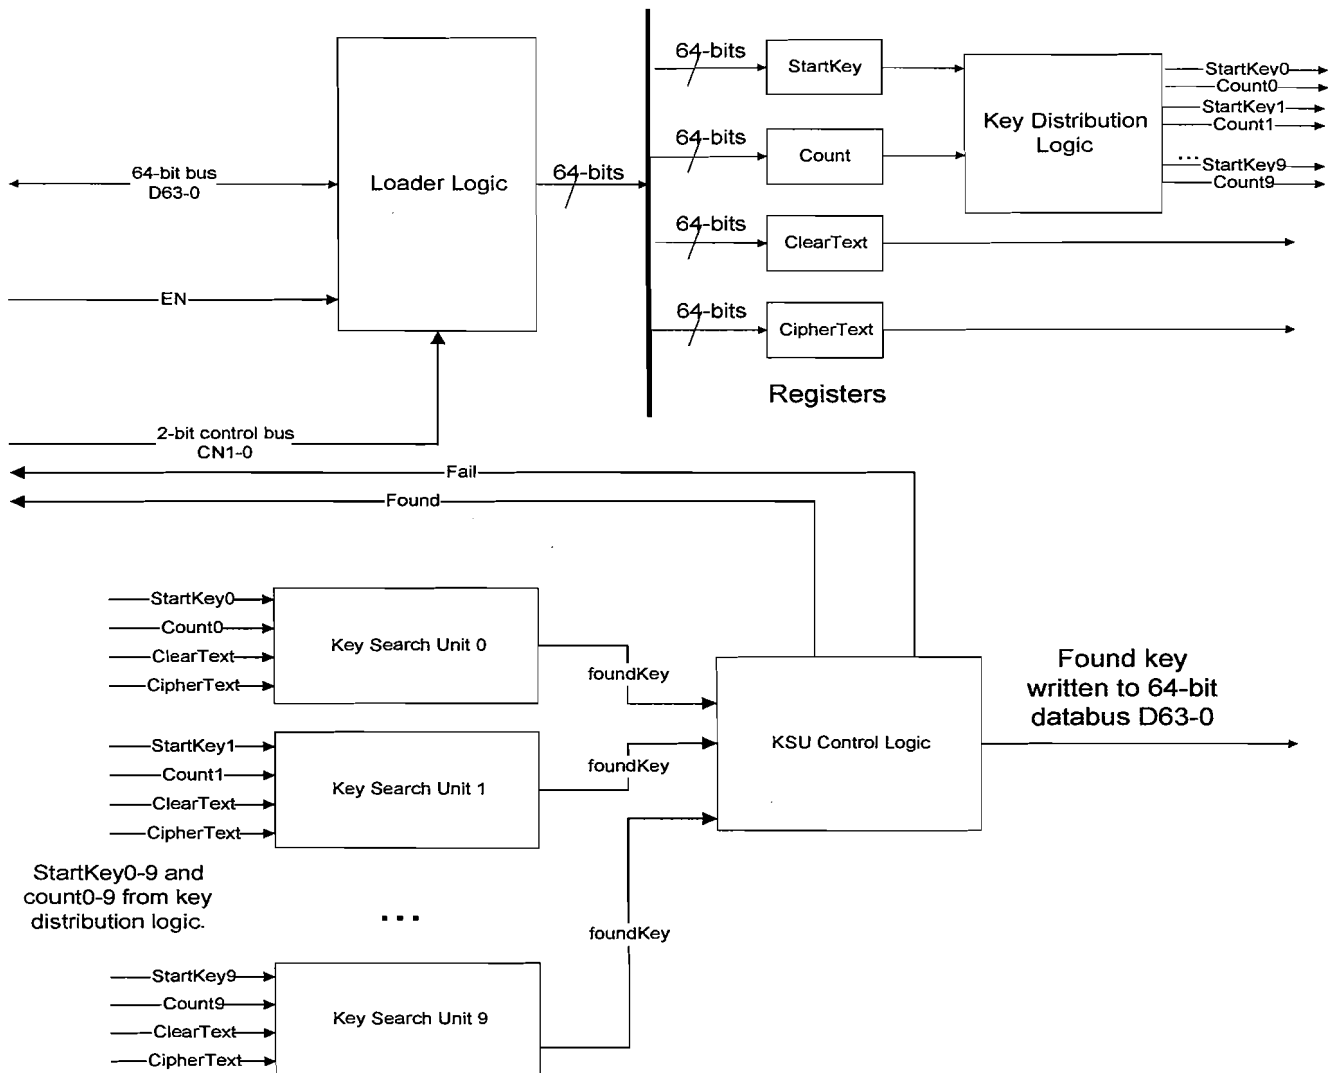 64-bits
StartKey
StartKey0
Count0
StartKey1
Count1
...
StartKey9
Count9
Key Distribution
Logic
64-bits
Count
64-bit bus
D63-0
Loader Logic
64-bits
64-bits
ClearText
EN
64-bits
CipherText
Registers
2-bit control bus
CN1-0
Fail
Found
StartKey0
Count0
ClearText
CipherText
Key Search Unit 0
foundKey
StartKey1
Count1
ClearText
CipherText
Key Search Unit 1
foundKey
KSU Control Logic
Found key
written to 64-bit
databus D63-0
StartKey0-9 and
count0-9 from key
distribution logic.
...
foundKey
StartKey9
Count9
ClearText
CipherText
Key Search Unit 9